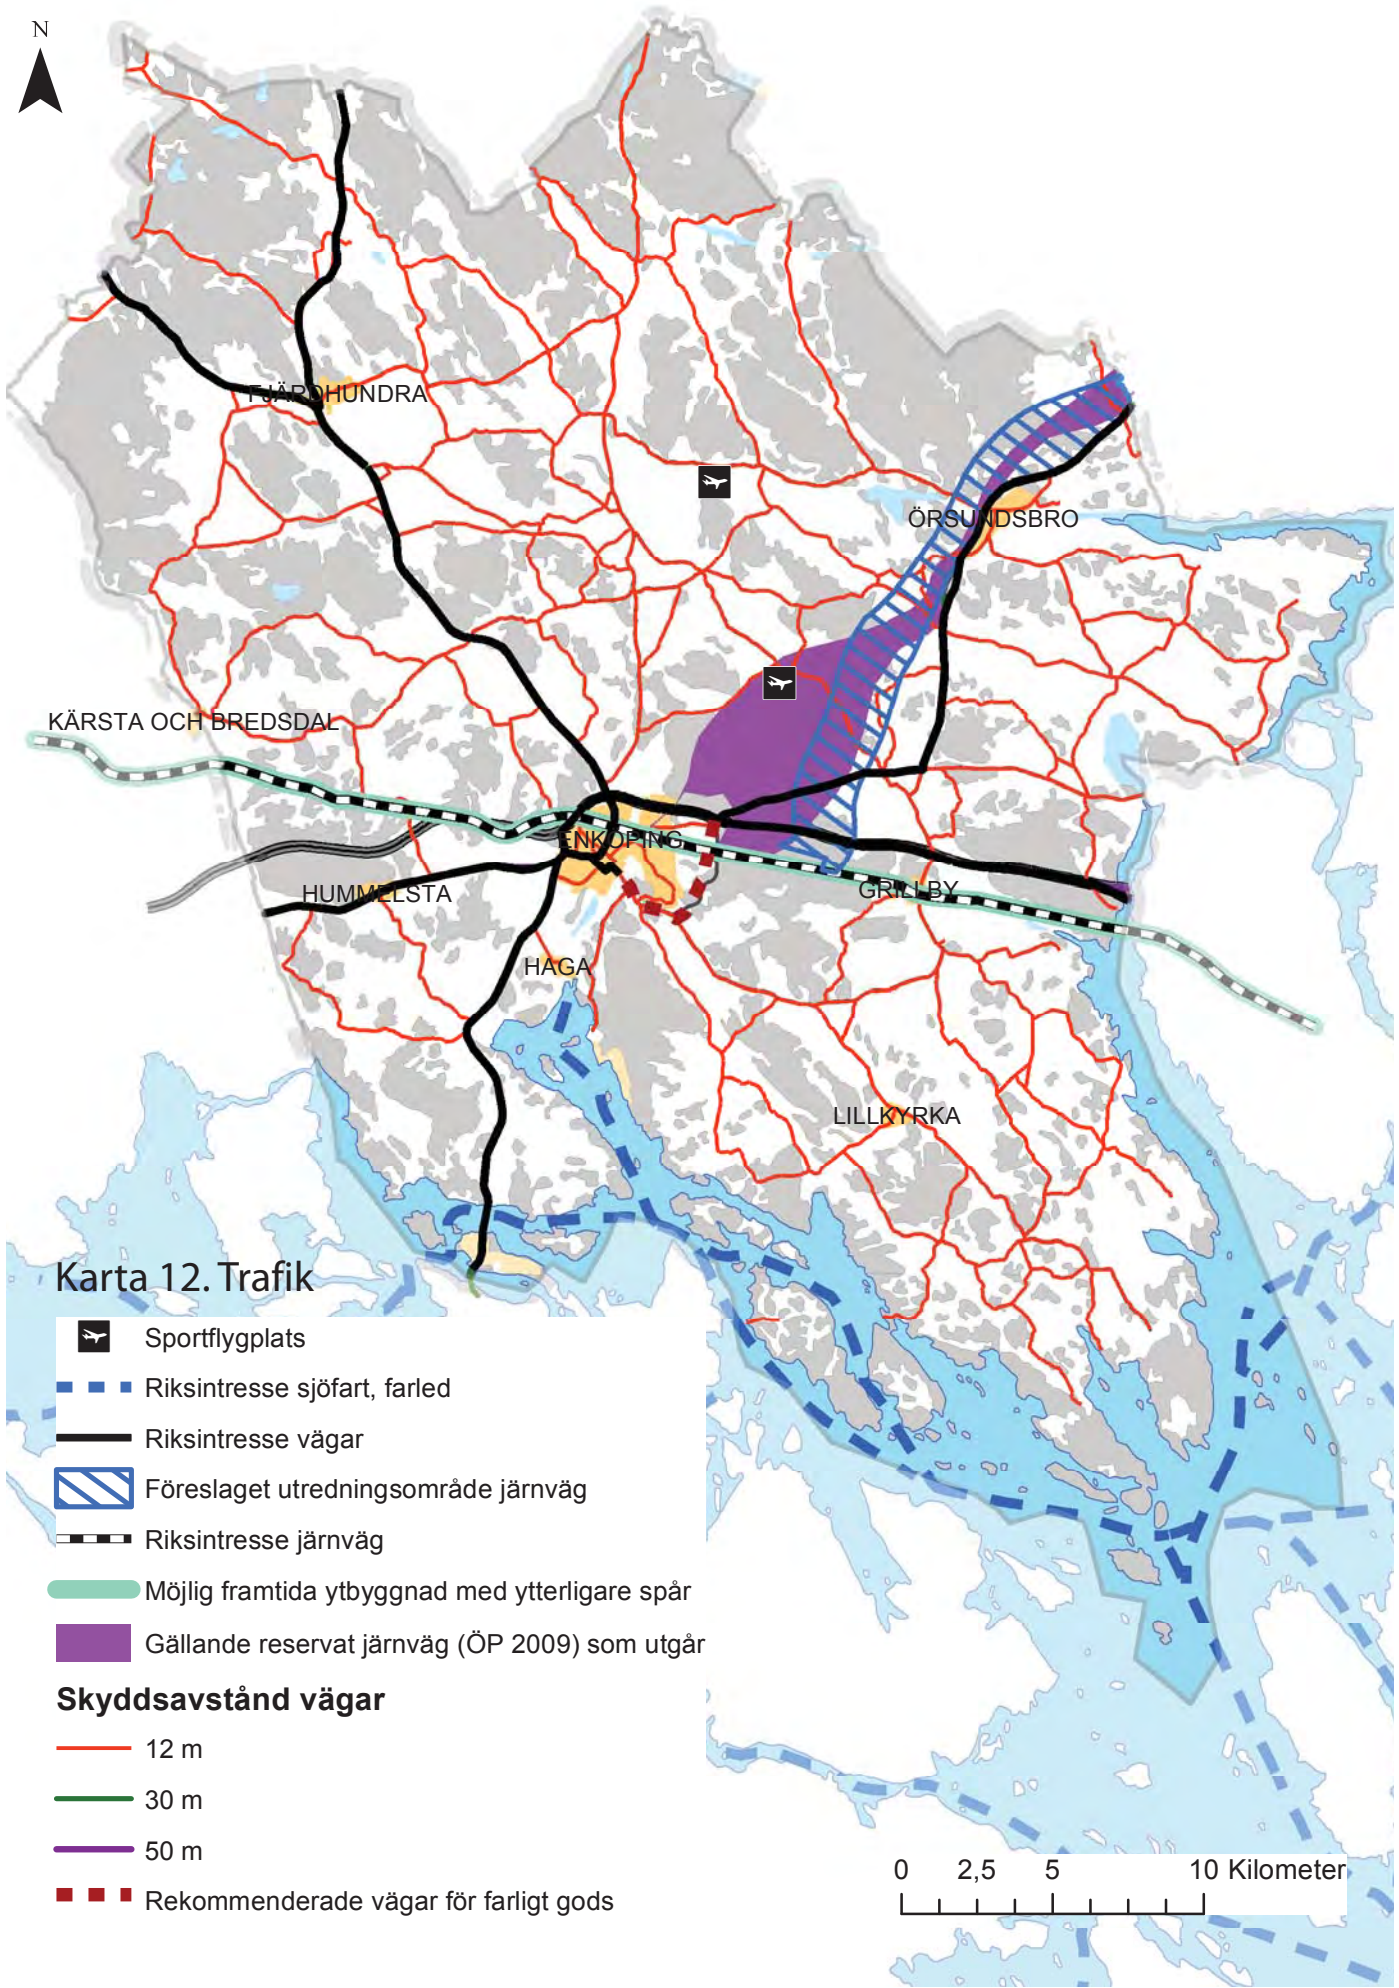 N
FJÄRDHUNDRA
ÖRSUNDSBRO
KÄRSTA OCH BREDSDAL
ENKÖPING
HUMMELSTA
GRILLBY
HAGA
LILLKYRKA
Karta 12. Trafik
Sportflygplats
Riksintresse sjöfart, farled
Riksintresse vägar
Föreslaget utredningsområde järnväg
Riksintresse järnväg
Möjlig framtida ytbyggnad med ytterligare spår
Gällande reservat järnväg (ÖP 2009) som utgår
Skyddsavstånd vägar
12 m
30 m
50 m
Rekommenderade vägar för farligt gods
0 2,5 5 10 Kilometer